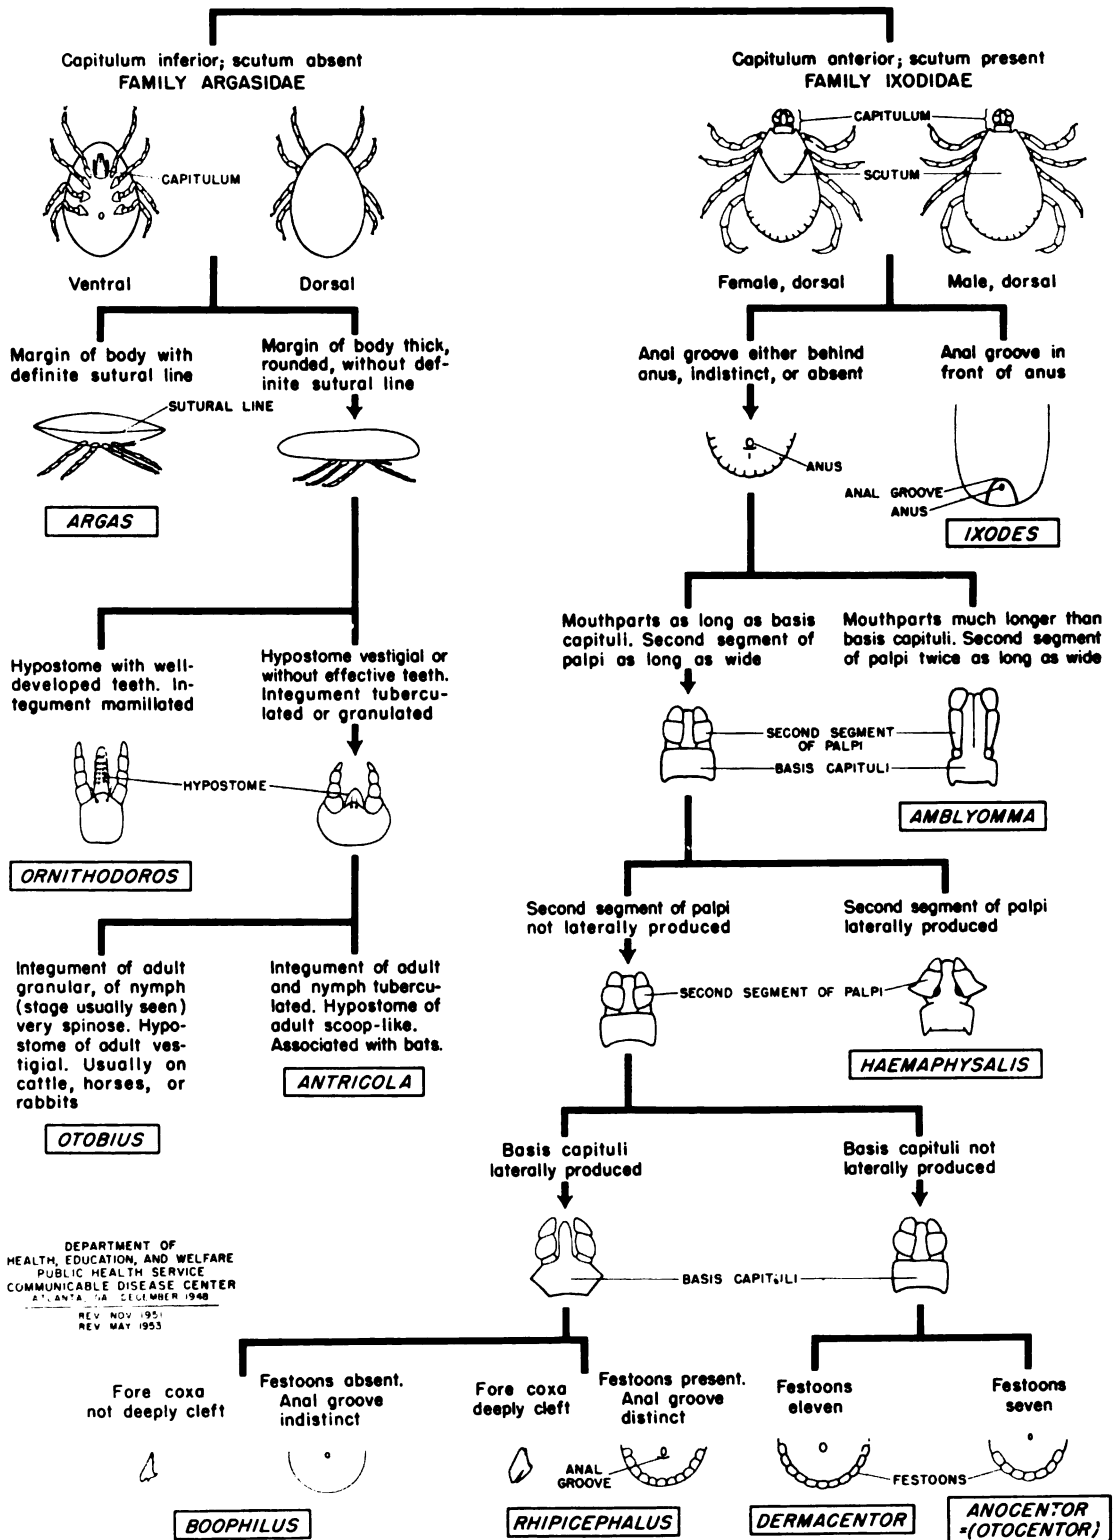 Capitulum inferior; scutum absent
FAMILY ARGASIDAE
Capitulum anterior; scutum present
FAMILY IXODIDAE
CAPITULUM
CAPITULUM
SCUTUM
Ventral
Dorsal
Female, dorsal
Male, dorsal
Margin of body with
definite sutural line
Margin of body thick,
rounded, without def-
inite sutural line
Anal groove either behind
anus, indistinct, or absent
Anal groove in
front of anus
SUTURAL LINE
ANUS
ANAL GROOVE
ANUS
ARGAS
IXODES
Mouthparts as long as basis
capituli. Second segment of
palpi as long as wide
Mouthparts much longer than
basis capituli. Second segment
of palpi twice as long as wide
Hypostome with well-
developed teeth. In-
tegument mamillated
Hypostome vestigial or
without effective teeth.
Integument tubercu-
lated or granulated
SECOND SEGMENT
OF PALPI
BASIS CAPITULI
HYPOSTOME
AMBLYOMMA
ORNITHODOROS
Second segment of palpi
not laterally produced
Second segment of palpi
laterally produced
Integument of adult
granular, of nymph
(stage usually seen)
very spinose. Hypo-
stome of adult ves-
tigial. Usually on
cattle, horses, or
rabbits
Integument of adult
and nymph tubercu-
lated. Hypostome of
adult scoop-like.
Associated with bats.
SECOND SEGMENT OF PALPI
HAEMAPHYSALIS
ANTRICOLA
OTOBIUS
Basis capituli
laterally produced
Basis capituli not
laterally produced
BASIS CAPITULI
DEPARTMENT OF
HEALTH, EDUCATION, AND WELFARE
PUBLIC HEALTH SERVICE
COMMUNICABLE DISEASE CENTER
ATLANTA, GA DECEMBER 1948
REV NOV 1951
REV MAY 1953
Fore coxa
not deeply cleft
Festoons absent.
Anal groove
indistinct
Fore coxa
deeply cleft
Festoons present.
Anal groove
distinct
Festoons
eleven
Festoons
seven
ANAL
GROOVE
FESTOONS
BOOPHILUS
RHIPICEPHALUS
DERMACENTOR
ANOCENTOR
=(OTOCENTOR)